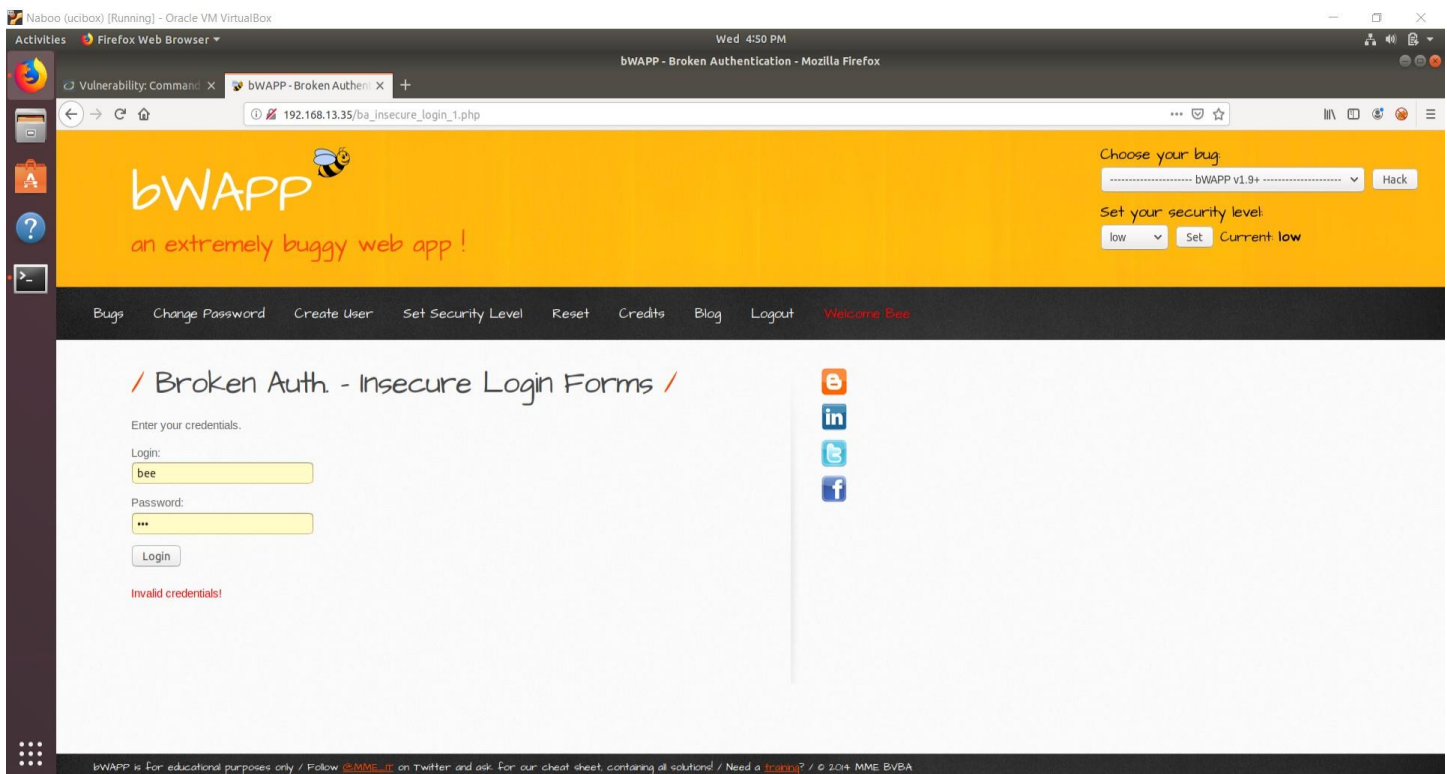 Naboo (ucibox) [Running] - Oracle VM VirtualBox
Activities Firefox Web Browser Wed 4:50 PM
bWAPP - Broken Authentication - Mozilla Firefox
Vulnerability: Command bWAPP - Broken Authent
192.168.13.35/ba_insecure_login_1.php
bWAPP
an extremely buggy web app !
Choose your bug:
---------------------- bWAPP v1.9+ ---------------------- Hack
Set your security level:
low Set Current: low
Bugs Change Password Create User Set Security Level Reset Credits Blog Logout Welcome Bee
/ Broken Auth. - Insecure Login Forms /
Enter your credentials.
Login:
bee
Password:
•••
Login
Invalid credentials!
bWAPP is for educational purposes only / Follow @MME_IT on Twitter and ask for our cheat sheet, containing all solutions! / Need a training? / © 2014 MME BVBA